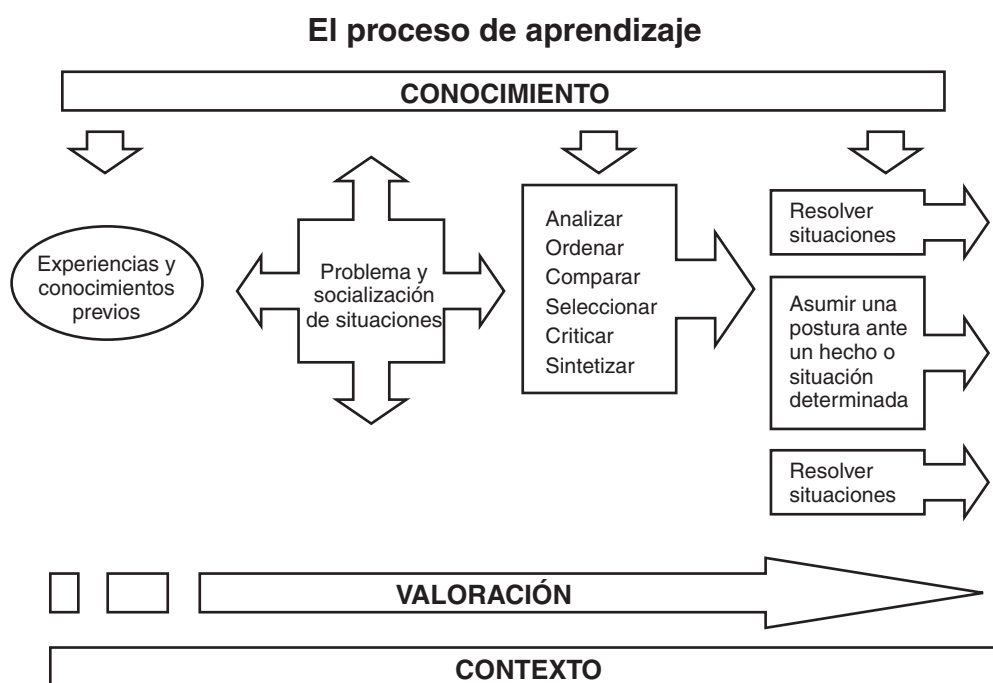 El proceso de aprendizaje
CONOCIMIENTO
Experiencias y
conocimientos
previos
Problema y
socialización
de situaciones
Analizar
Ordenar
Comparar
Seleccionar
Criticar
Sintetizar
Resolver
situaciones
Asumir una
postura ante
un hecho o
situación
determinada
Resolver
situaciones
VALORACIÓN
CONTEXTO